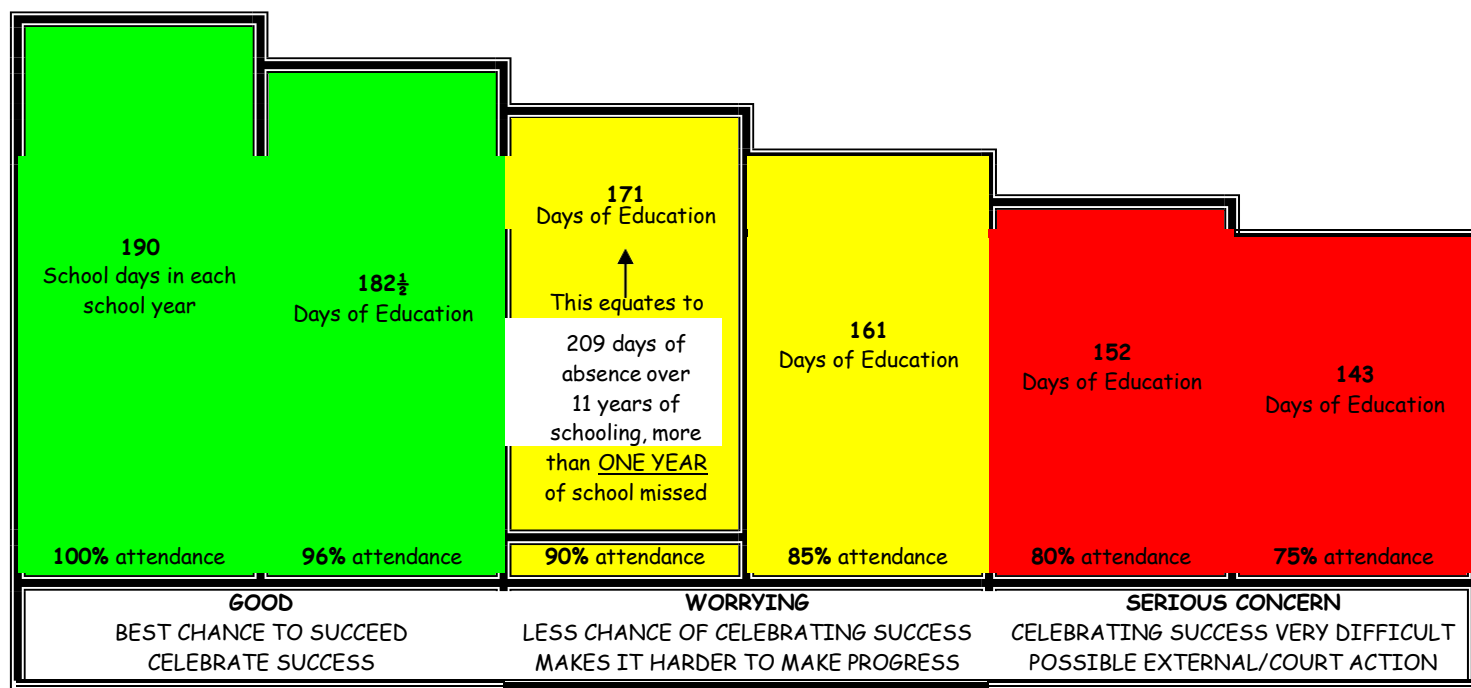 190
School days in each
school year
100% attendance
182½
Days of Education
96% attendance
171
Days of Education
This equates to
209 days of
absence over
11 years of
schooling, more
than ONE YEAR
of school missed
90% attendance
161
Days of Education
85% attendance
152
Days of Education
80% attendance
143
Days of Education
75% attendance
GOOD
BEST CHANCE TO SUCCEED
CELEBRATE SUCCESS
WORRYING
LESS CHANCE OF CELEBRATING SUCCESS
MAKES IT HARDER TO MAKE PROGRESS
SERIOUS CONCERN
CELEBRATING SUCCESS VERY DIFFICULT
POSSIBLE EXTERNAL/COURT ACTION